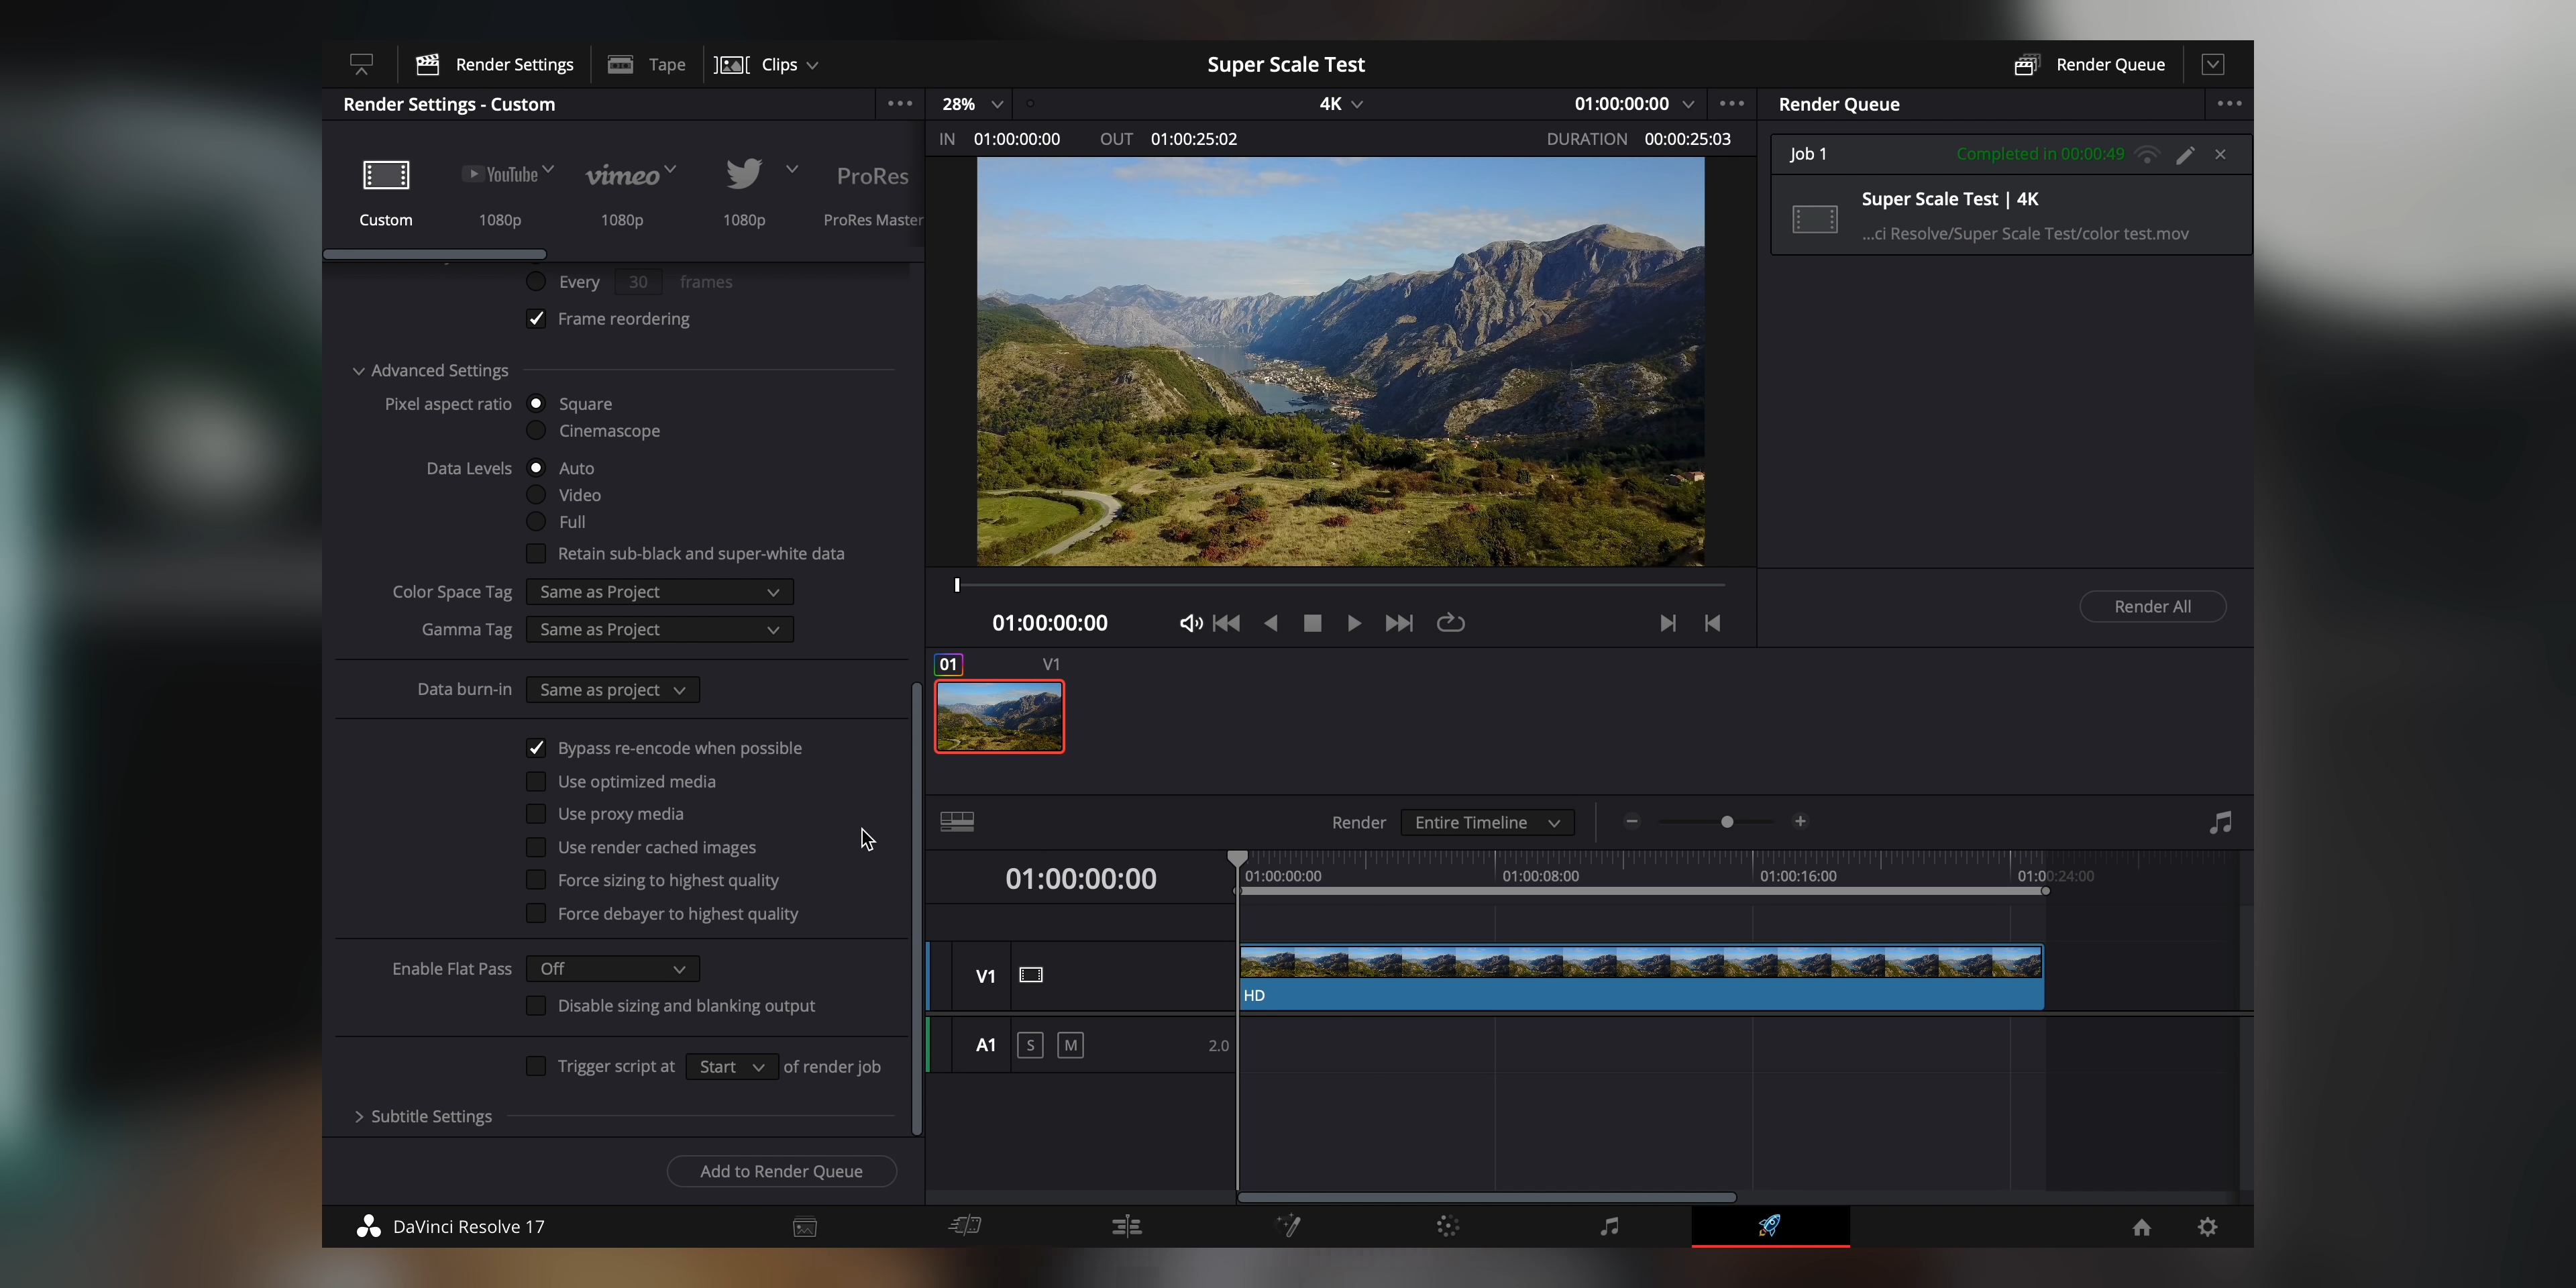 Render Settings
Tape
Clips
Super Scale Test
Render Queue
Render Settings - Custom
28%
4K
01:00:00:00
Render Queue
IN 01:00:00:00 OUT 01:00:25:02 DURATION 00:00:25:03
Job 1 Completed in 00:00:49
Super Scale Test | 4K
...ci Resolve/Super Scale Test/color test.mov
YouTube
vimeo
ProRes
Custom
1080p
1080p
1080p
ProRes Master
Every 30 frames
Frame reordering
Advanced Settings
Pixel aspect ratio Square
Cinemascope
Data Levels Auto
Video
Full
Retain sub-black and super-white data
Color Space Tag Same as Project
Gamma Tag Same as Project
Data burn-in Same as project
Bypass re-encode when possible
Use optimized media
Use proxy media
Use render cached images
Force sizing to highest quality
Force debayer to highest quality
Enable Flat Pass Off
Disable sizing and blanking output
Trigger script at Start of render job
Subtitle Settings
Add to Render Queue
01:00:00:00
Render All
01 V1
Render Entire Timeline
01:00:00:00
01:00:00:00 01:00:08:00 01:00:16:00 01:00:24:00
V1
HD
A1 S M 2.0
DaVinci Resolve 17